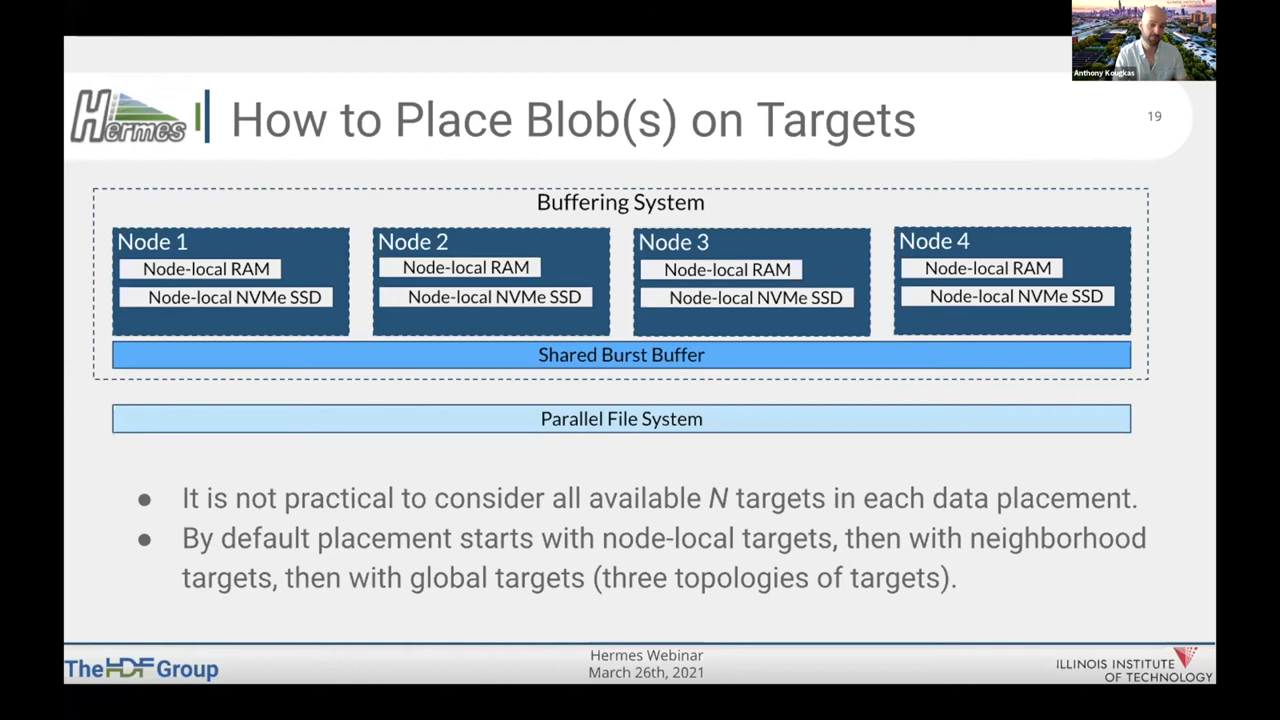 ILLINOIS INSTITUTE
OF TECHNOLOGY
Anthony Kougkas
Hermes
How to Place Blob(s) on Targets
19
Buffering System
Node 1
Node-local RAM
Node-local NVMe SSD
Node 2
Node-local RAM
Node-local NVMe SSD
Node 3
Node-local RAM
Node-local NVMe SSD
Node 4
Node-local RAM
Node-local NVMe SSD
Shared Burst Buffer
Parallel File System
● It is not practical to consider all available N targets in each data placement.
● By default placement starts with node-local targets, then with neighborhood
targets, then with global targets (three topologies of targets).
The HDF Group
Hermes Webinar
March 26th, 2021
ILLINOIS INSTITUTE
OF TECHNOLOGY